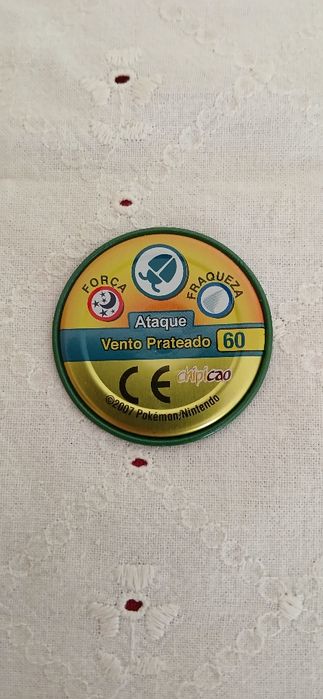 FORÇA
FRAQUEZA
Ataque
Vento Prateado 60
CE chipicao
©2007 Pokémon/Nintendo